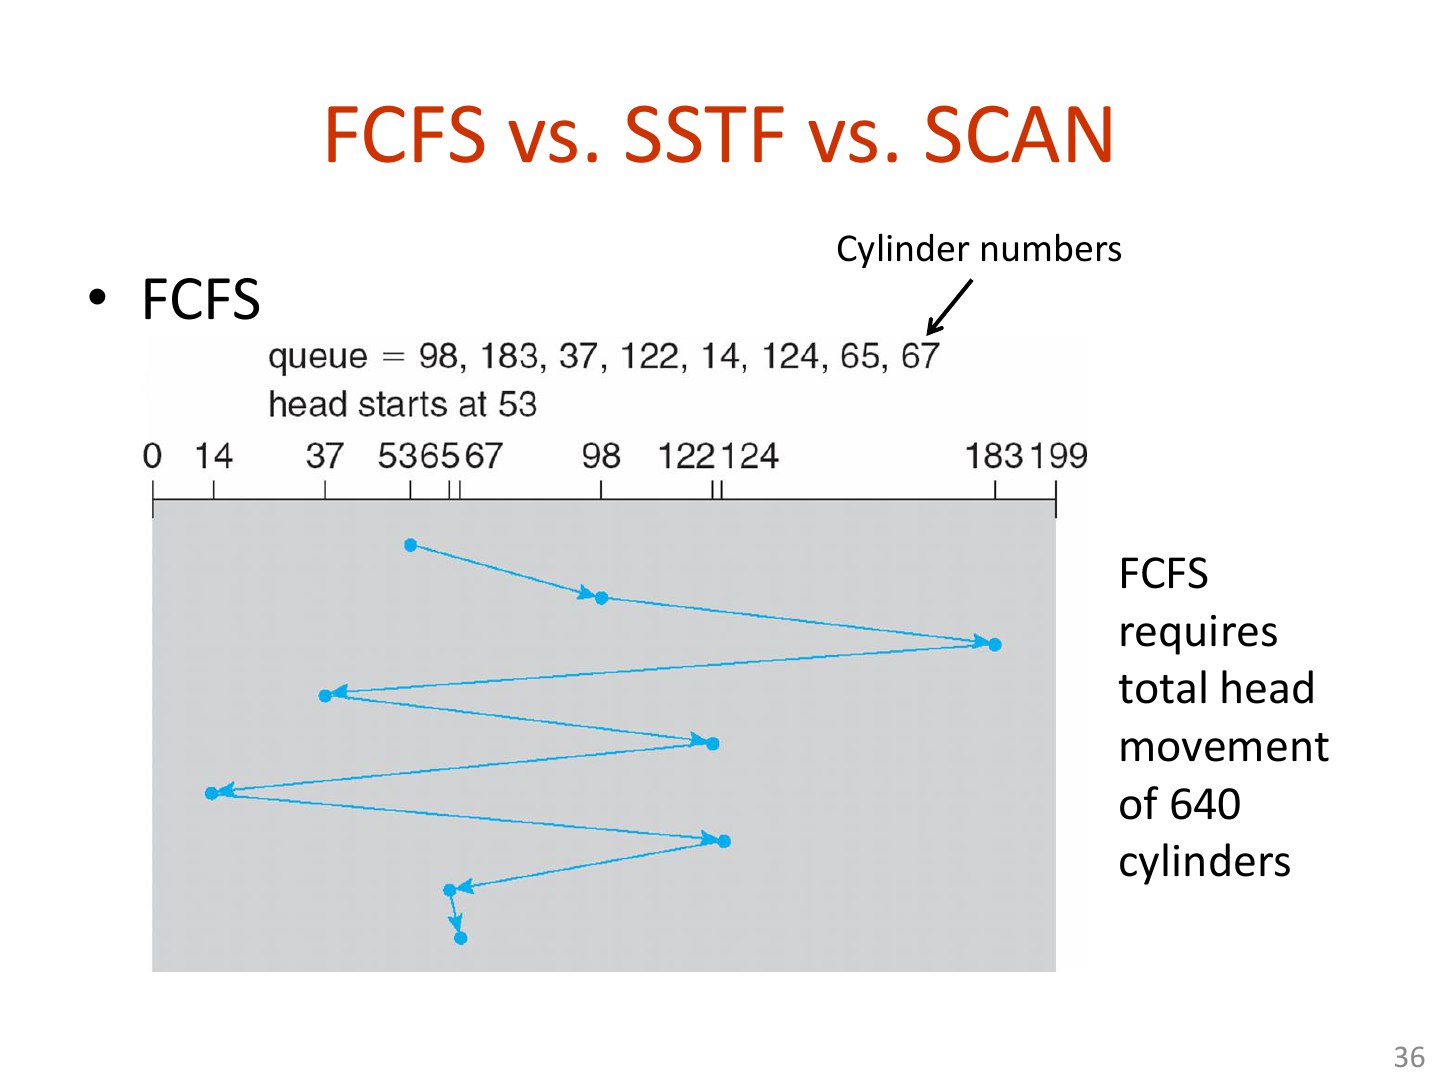 FCFS vs. SSTF vs. SCAN
Cylinder numbers
• FCFS
queue = 98, 183, 37, 122, 14, 124, 65, 67
head starts at 53
0 14 37 53 65 67 98 122 124 183 199
FCFS
requires
total head
movement
of 640
cylinders
36